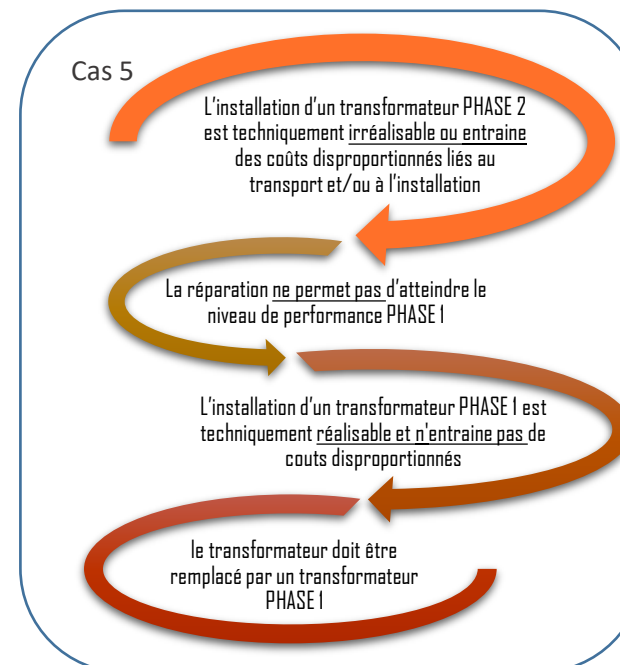 Cas 5
L'installation d'un transformateur PHASE 2
est techniquement irréalisable ou entraine
des coûts disproportionnés liés au
transport et/ou à l'installation
La réparation ne permet pas d'atteindre le
niveau de performance PHASE 1
L'installation d'un transformateur PHASE 1 est
techniquement réalisable et n'entraine pas de
couts disproportionnés
le transformateur doit être
remplacé par un transformateur
PHASE 1